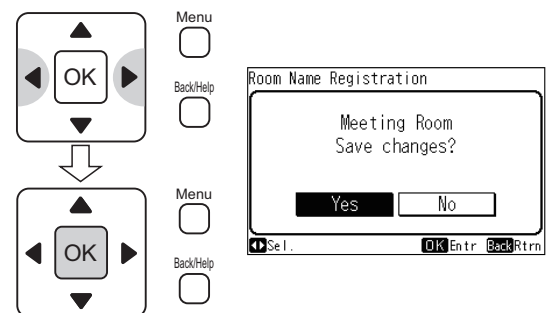 Menu
OK
Back/Help
Menu
OK
Back/Help
Room Name Registration
Meeting Room
Save changes?
Yes No
Sel. OK Entr Back Rtrn